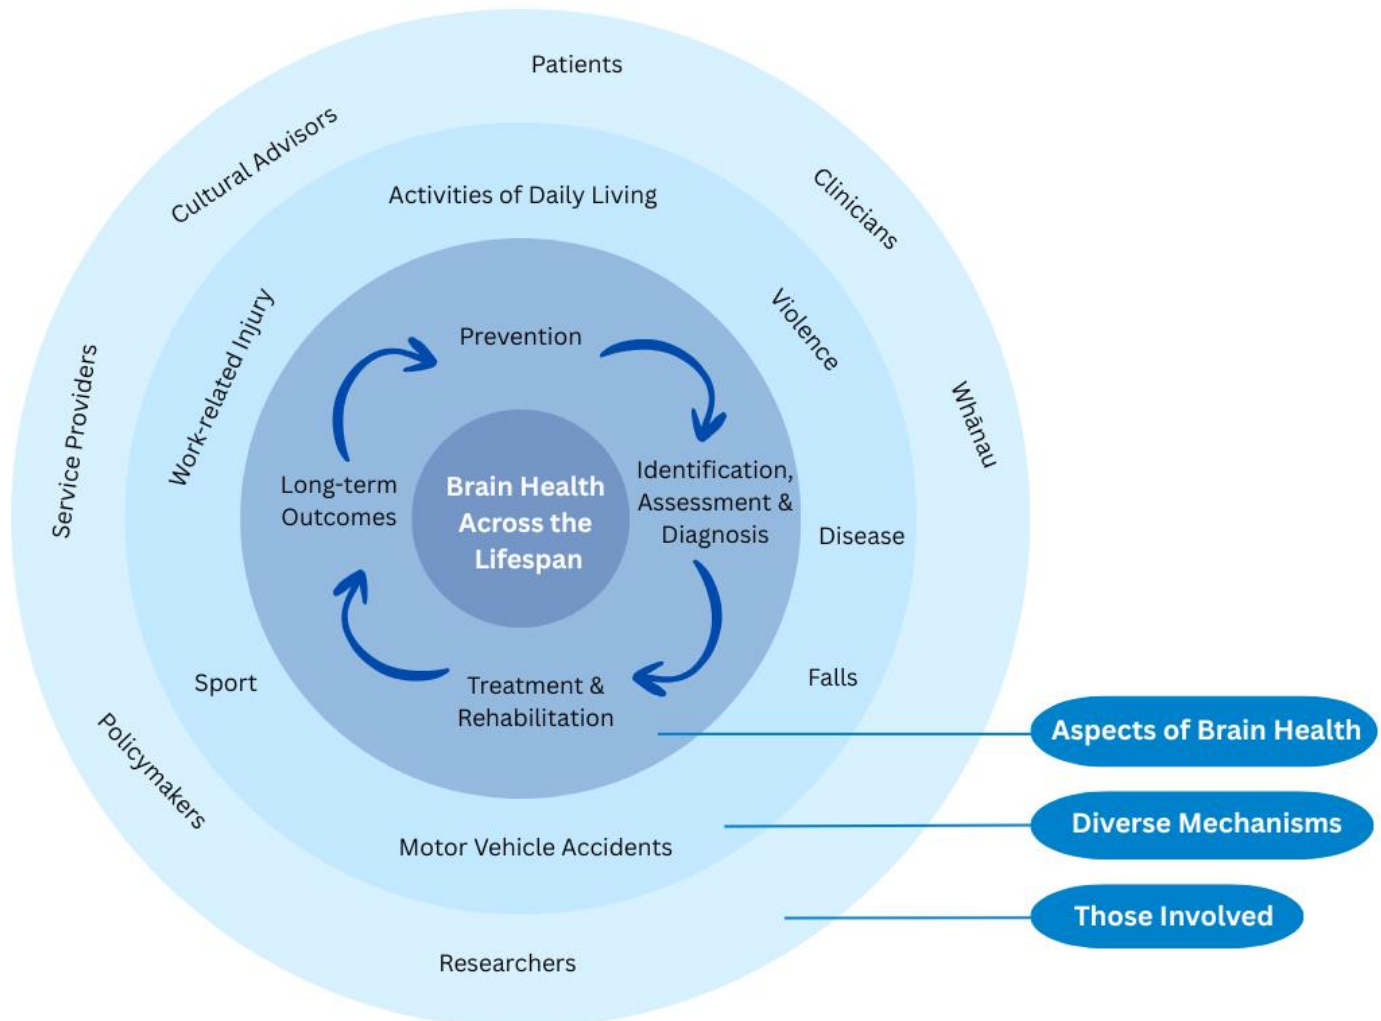 Patients
Cultural Advisors
Clinicians
Activities of Daily Living
Violence
Work-related Injury
Whānau
Service Providers
Prevention
Identification,
Assessment &
Diagnosis
Long-term
Outcomes
Brain Health
Across the
Lifespan
Disease
Treatment &
Rehabilitation
Falls
Sport
Policymakers
Motor Vehicle Accidents
Researchers
Aspects of Brain Health
Diverse Mechanisms
Those Involved